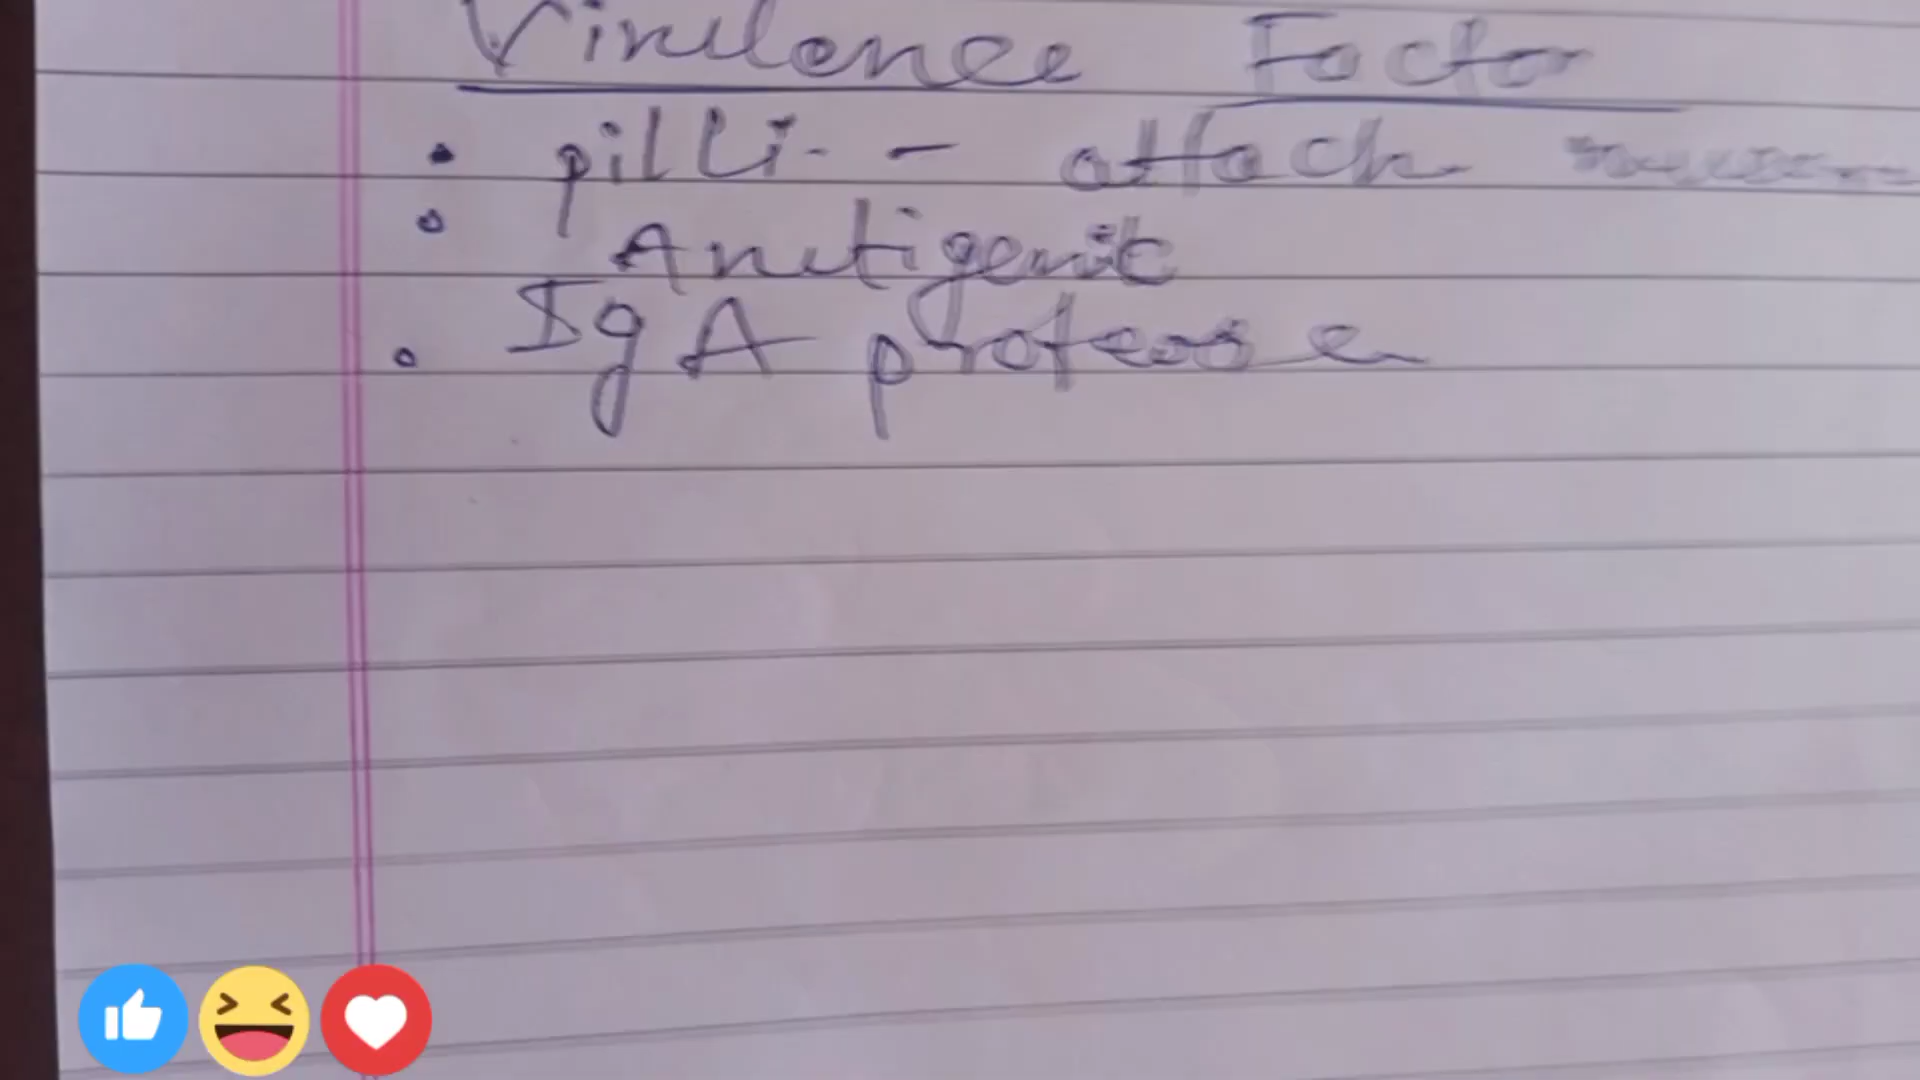 Virulence Factor
• pilli - attach
• Anitigenic
• IgA protease